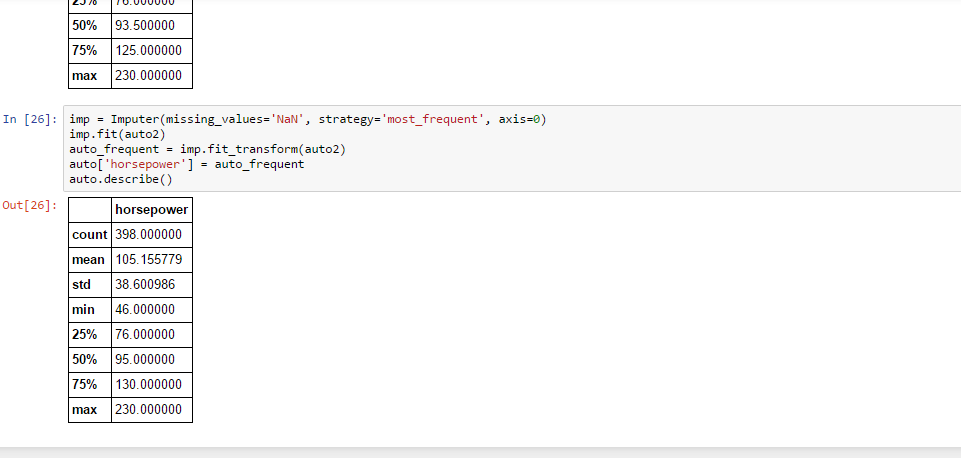 25% 76.000000
50% 93.500000
75% 125.000000
max 230.000000
In [26]: imp = Imputer(missing_values='NaN', strategy='most_frequent', axis=0)
imp.fit(auto2)
auto_frequent = imp.fit_transform(auto2)
auto['horsepower'] = auto_frequent
auto.describe()
Out[26]:
horsepower
count 398.000000
mean 105.155779
std 38.600986
min 46.000000
25% 76.000000
50% 95.000000
75% 130.000000
max 230.000000